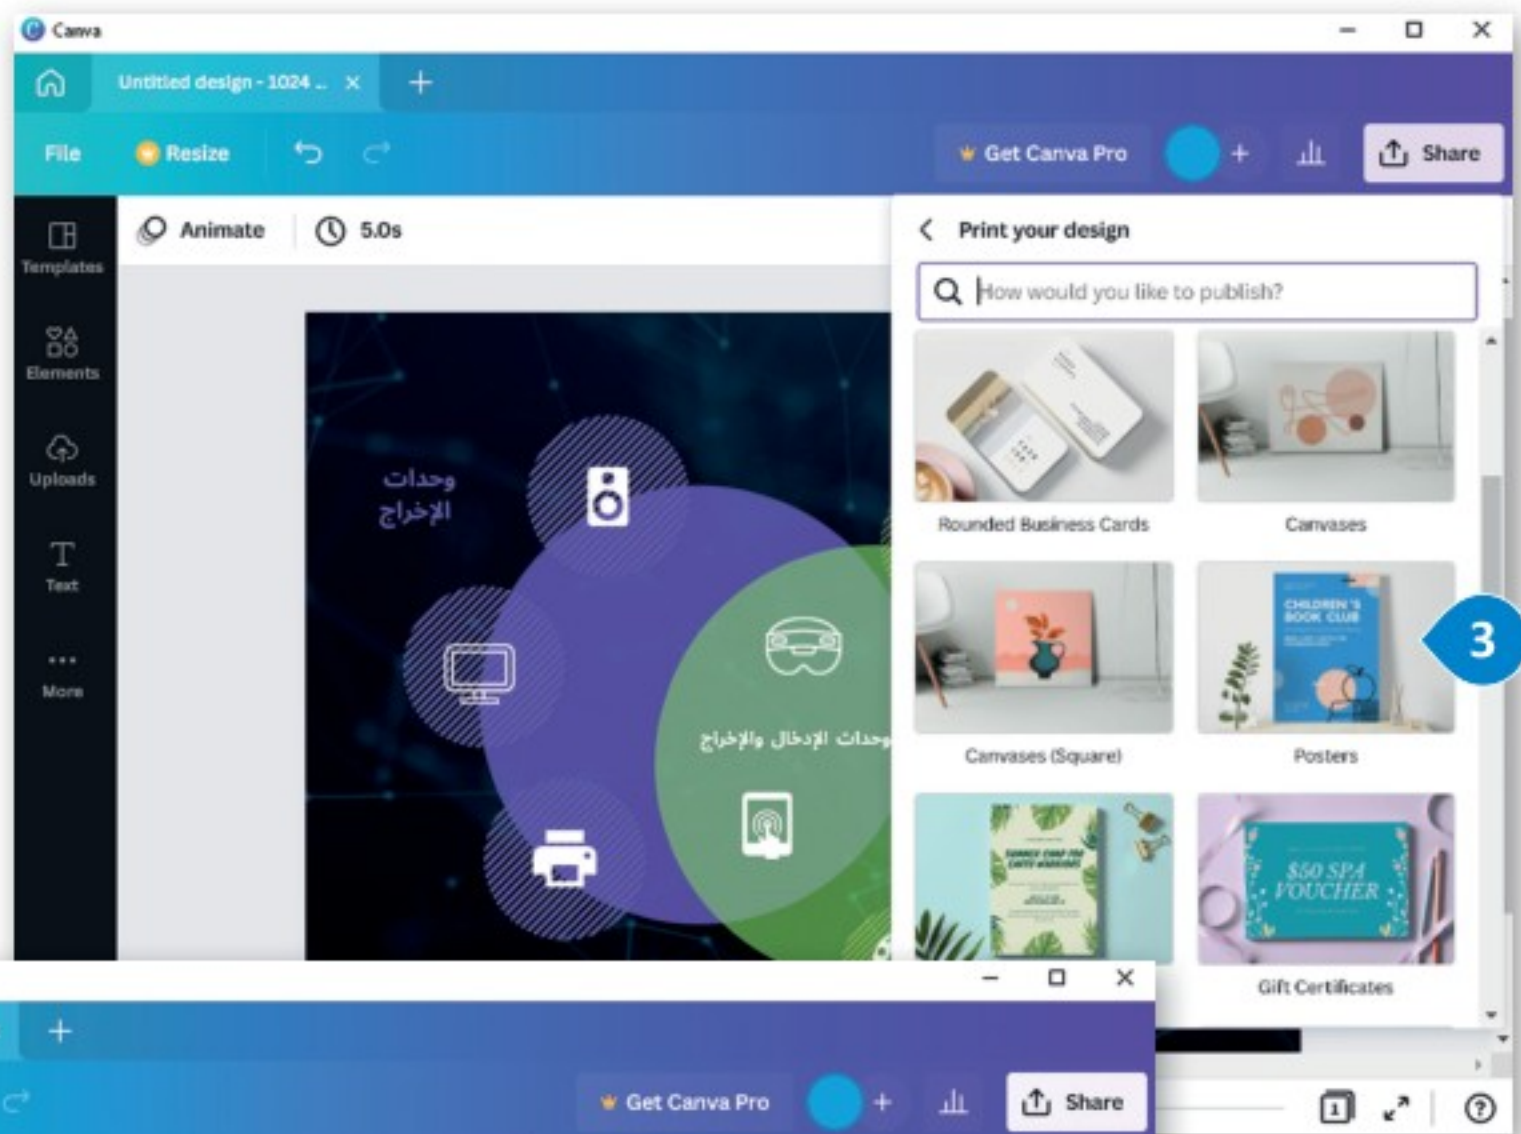 Canva
Untitled design - 1024 ...
File
Resize
Get Canva Pro
Share
Templates
Elements
Uploads
Text
More
Animate
5.0s
وحدات
الإخراج
وحدات الإدخال والإخراج
Print your design
How would you like to publish?
Rounded Business Cards
Canvases
Canvases (Square)
CHILDREN'S
BOOK CLUB
Posters
3
$50 SPA
VOUCHER
Gift Certificates
Get Canva Pro
Share
1